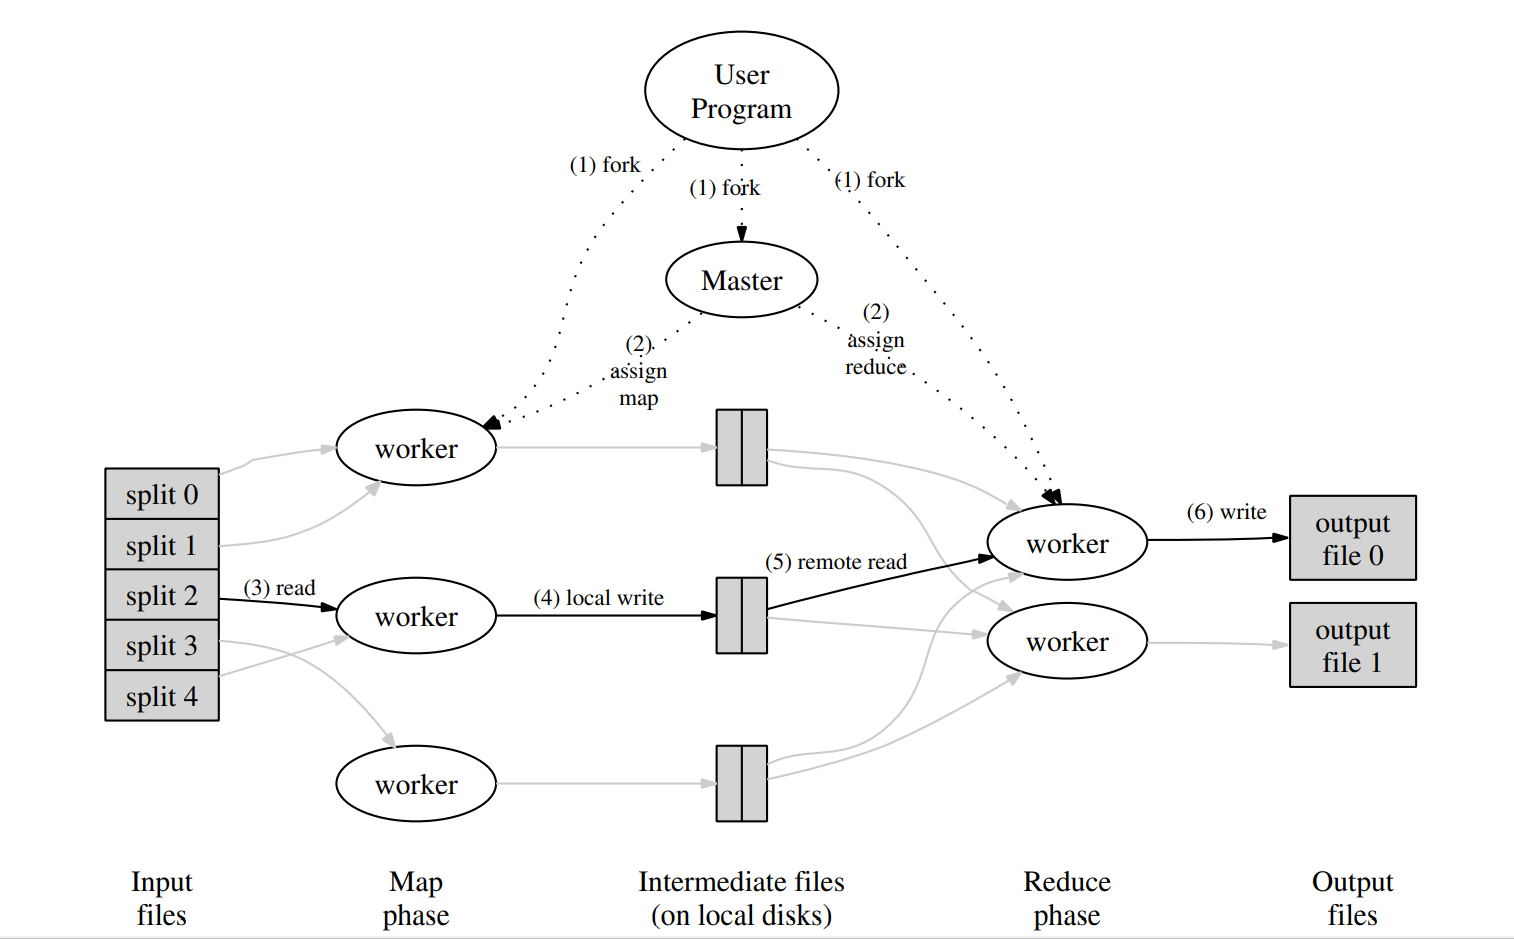 User
Program
(1) fork
(1) fork
(1) fork
Master
(2)
assign
map
(2)
assign
reduce
worker
split 0
split 1
split 2
split 3
split 4
(3) read
worker
(4) local write
(5) remote read
worker
(6) write
output
file 0
worker
output
file 1
worker
Input
files
Map
phase
Intermediate files
(on local disks)
Reduce
phase
Output
files